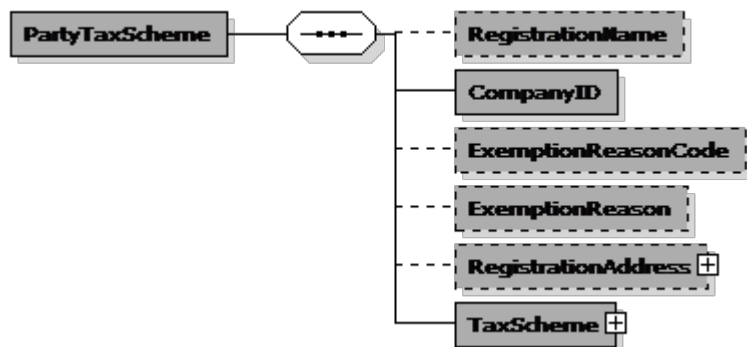 PartyTaxScheme
RegistrationName
CompanyID
ExemptionReasonCode
ExemptionReason
RegistrationAddress
TaxScheme